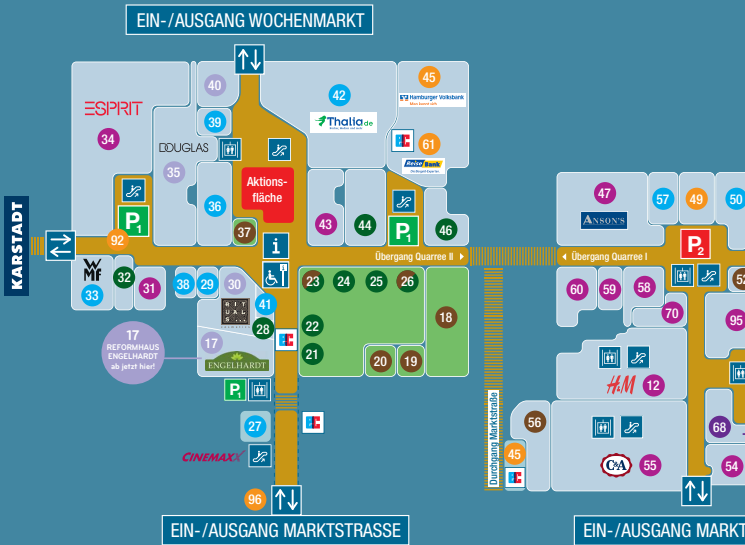 EIN-/AUSGANG WOCHENMARKT
40
42
45
Hamburger Volksbank
Thalia.de
ESPRIT
34
39
61
ReiseBank
DOUGLAS
35
Aktions-
fläche
36
43
44
46
37
P1
P1
47
57
49
50
ANSON'S
P2
KARSTADT
92
i
Übergang Quarree II
Übergang Quarree I
WMF
33
32
31
38
29
30
41
RITUALS...
28
23
24
25
26
22
21
18
20
19
60
59
58
70
52
95
17
REFORMHAUS
ENGELHARDT
ab jetzt hier!
17
ENGELHARDT
P1
H&M
12
27
CINEMAXX
Durchgang Marktstraße
56
45
C&A
55
68
54
96
EIN-/AUSGANG MARKTSTRASSE
EIN-/AUSGANG MARKT